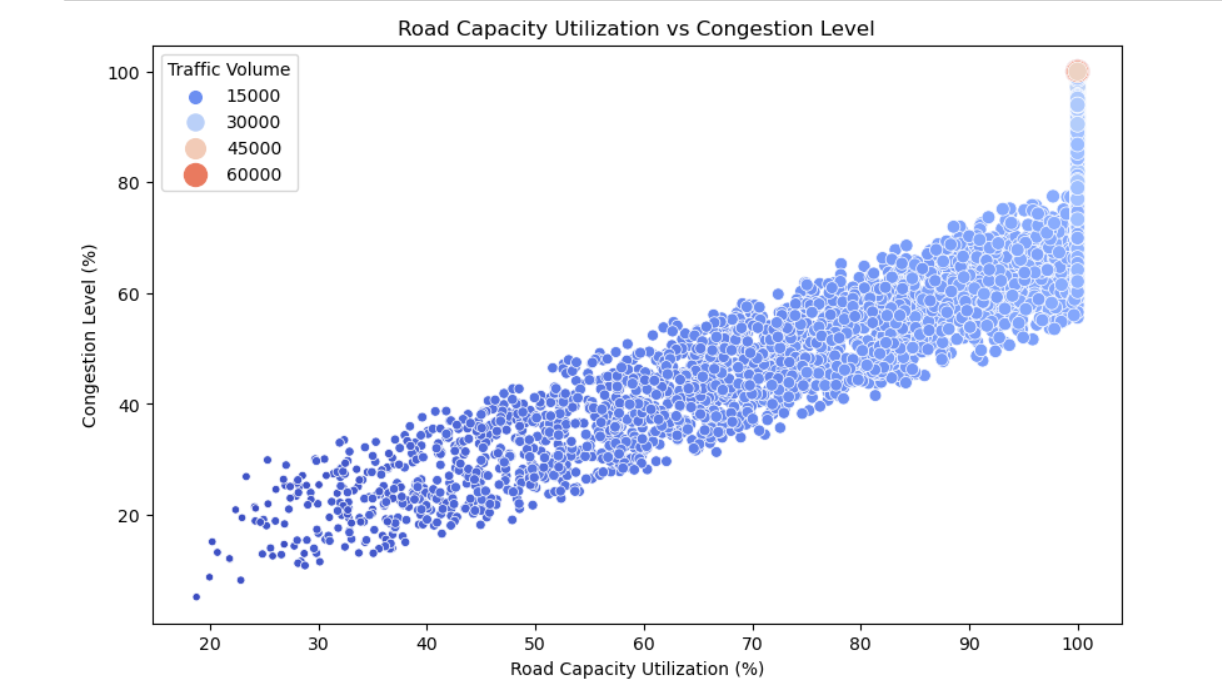 Road Capacity Utilization vs Congestion Level
Traffic Volume
15000
30000
45000
60000
Congestion Level (%)
100
80
60
40
20
20 30 40 50 60 70 80 90 100
Road Capacity Utilization (%)